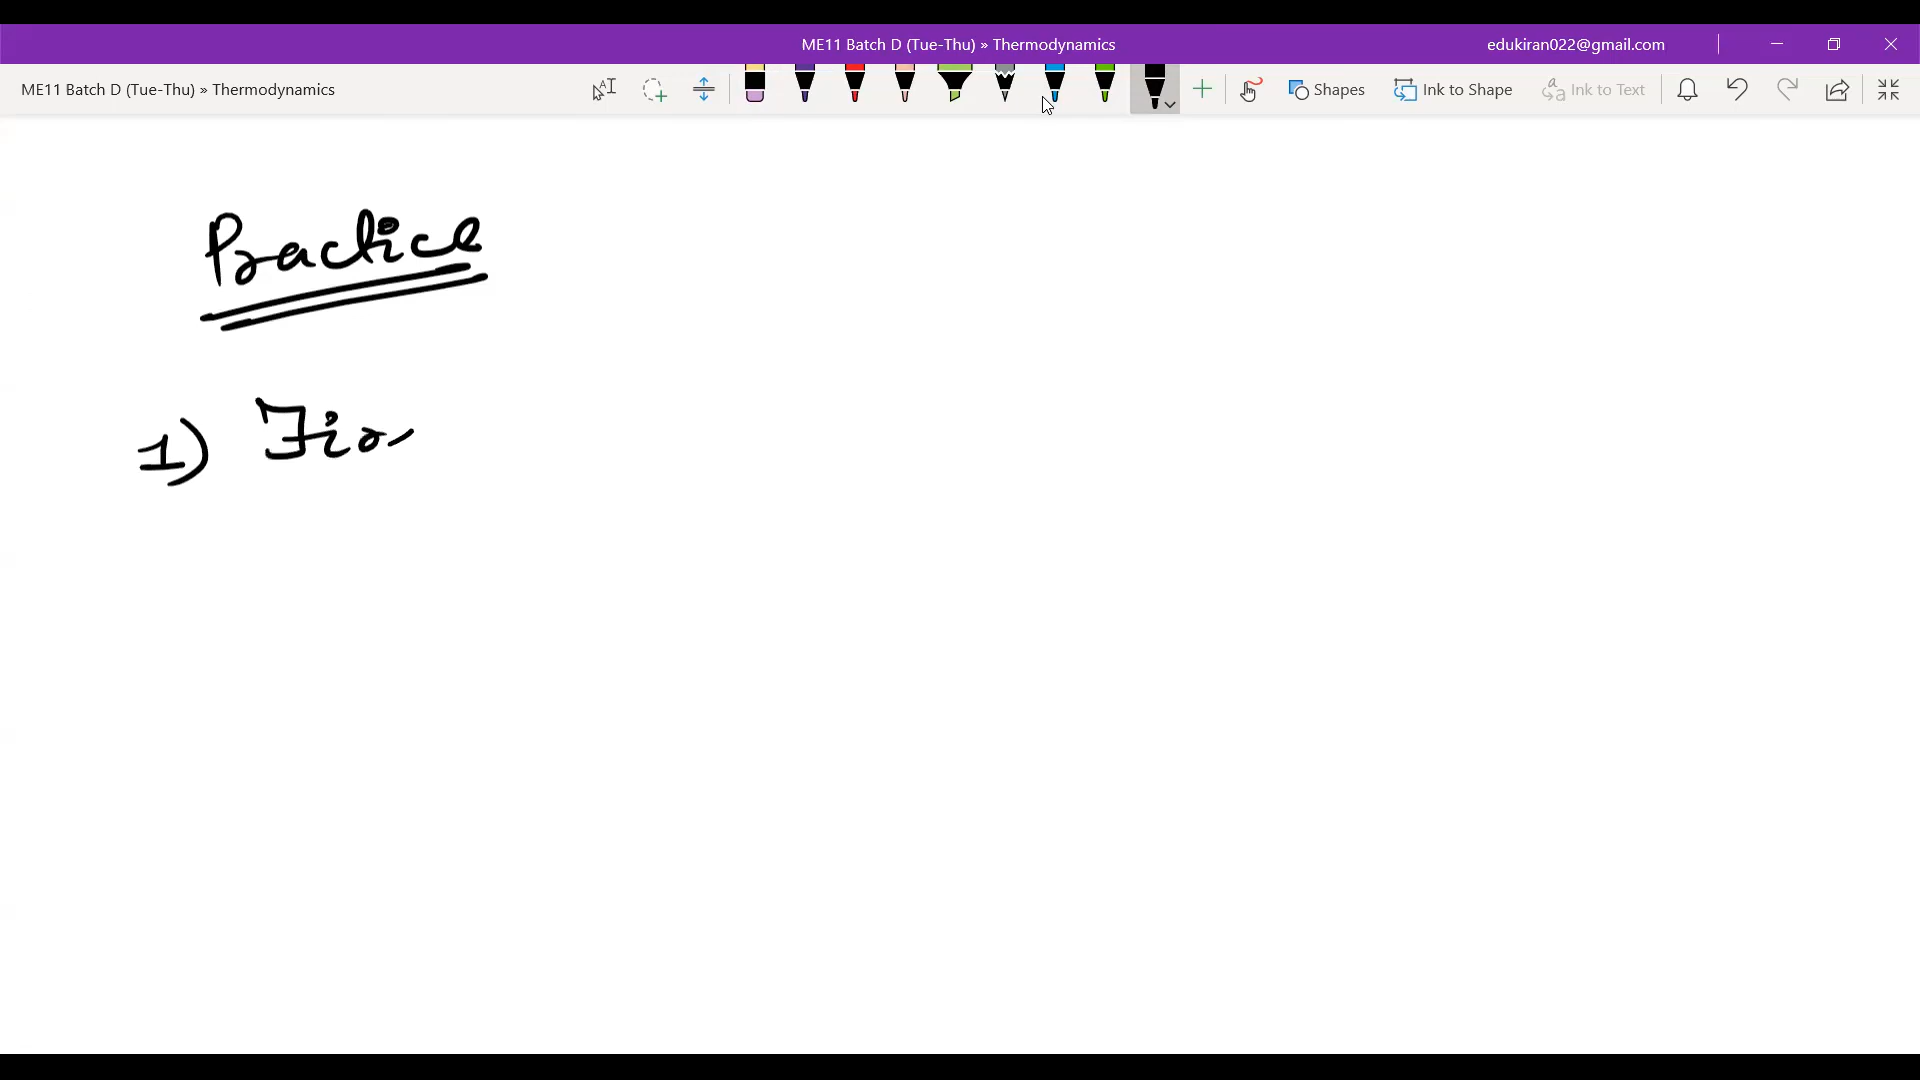 ME11 Batch D (Tue-Thu) » Thermodynamics edukiran022@gmail.com
ME11 Batch D (Tue-Thu) » Thermodynamics Shapes Ink to Shape Ink to Text
Practice
1) Fir